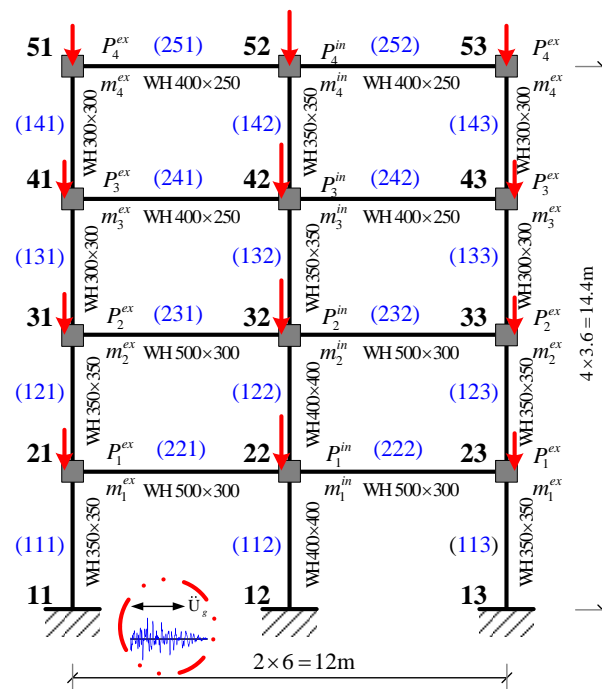 51 P₄ᵉˣ (251) 52 P₄ⁱⁿ (252) 53 P₄ᵉˣ
m₄ᵉˣ WH400×250 m₄ⁱⁿ WH400×250 m₄ᵉˣ
(141) WH300×300 (142) WH350×350 (143) WH300×300
41 P₃ᵉˣ (241) 42 P₃ⁱⁿ (242) 43 P₃ᵉˣ
m₃ᵉˣ WH400×250 m₃ⁱⁿ WH400×250 m₃ᵉˣ
(131) WH300×300 (132) WH350×350 (133) WH300×300
31 P₂ᵉˣ (231) 32 P₂ⁱⁿ (232) 33 P₂ᵉˣ
m₂ᵉˣ WH500×300 m₂ⁱⁿ WH500×300 m₂ᵉˣ
(121) WH350×350 (122) WH400×400 (123) WH350×350
21 P₁ᵉˣ (221) 22 P₁ⁱⁿ (222) 23 P₁ᵉˣ
m₁ᵉˣ WH500×300 m₁ⁱⁿ WH500×300 m₁ᵉˣ
(111) WH350×350 (112) WH400×400 (113) WH350×350
11 12 13
Ü_g
2×6=12m
4×3.6=14.4m